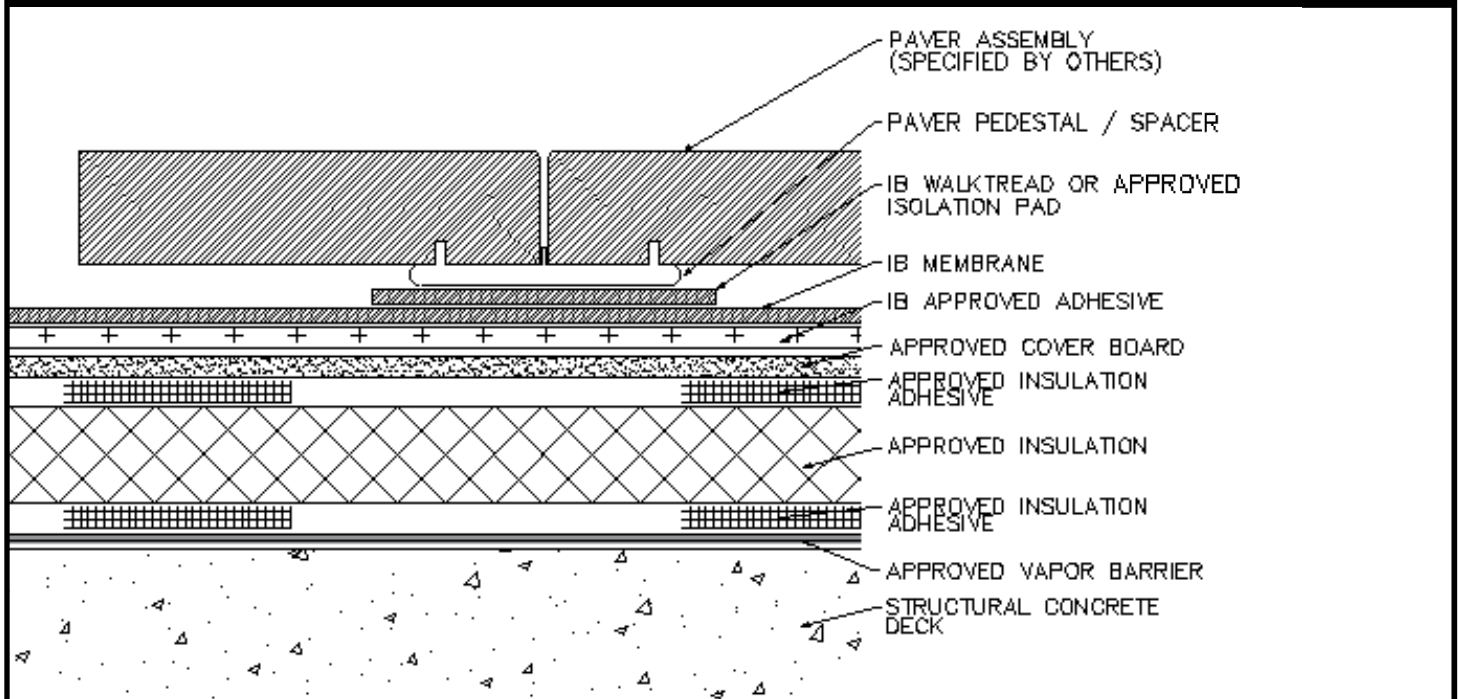 PAVER ASSEMBLY
(SPECIFIED BY OTHERS)
PAVER PEDESTAL / SPACER
IB WALKTREAD OR APPROVED
ISOLATION PAD
IB MEMBRANE
IB APPROVED ADHESIVE
APPROVED COVER BOARD
APPROVED INSULATION
ADHESIVE
APPROVED INSULATION
APPROVED INSULATION
ADHESIVE
APPROVED VAPOR BARRIER
STRUCTURAL CONCRETE
DECK